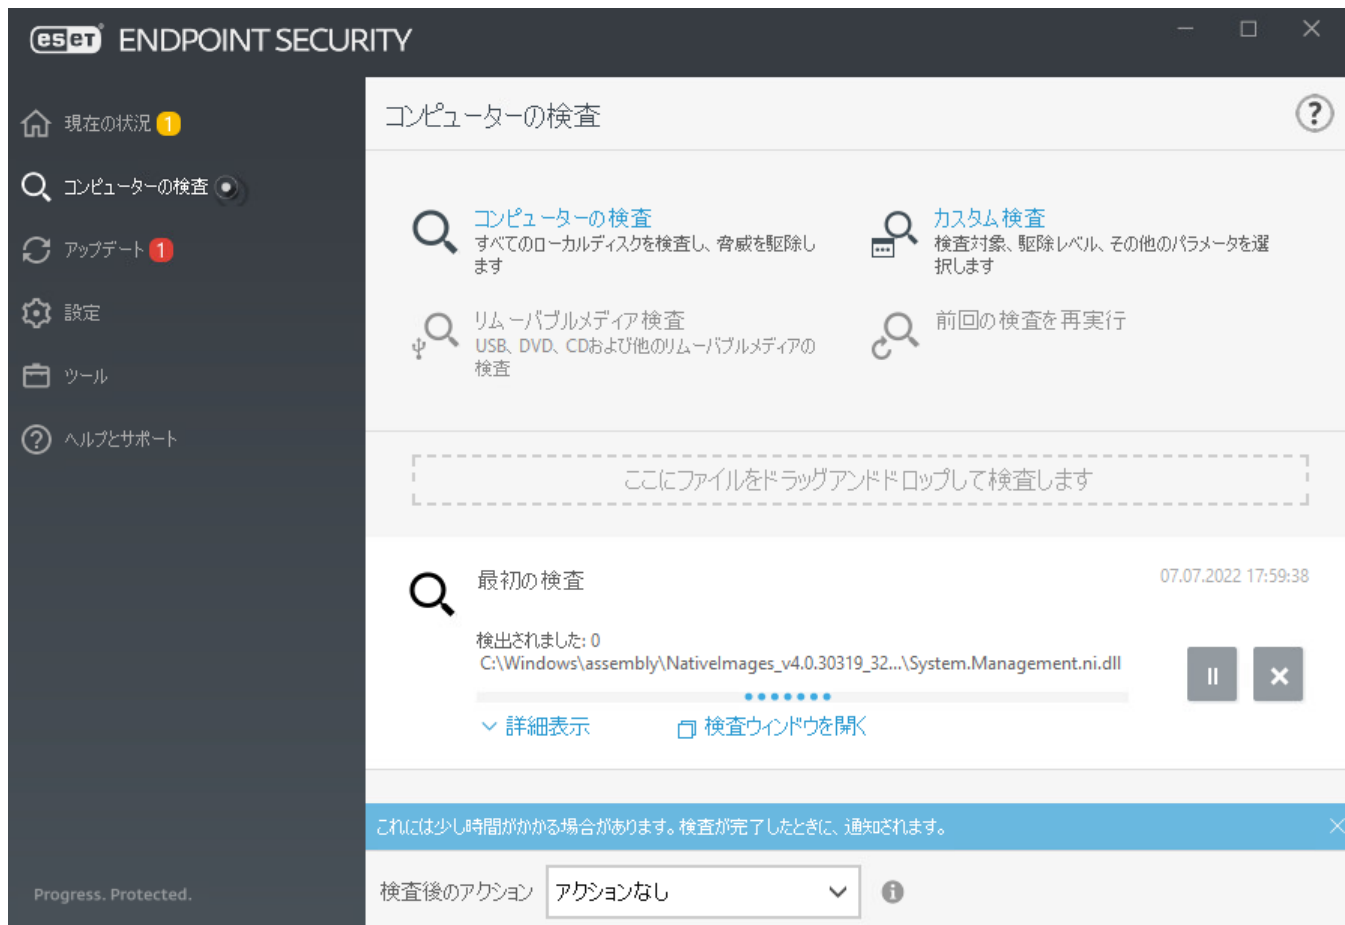 eset ENDPOINT SECURITY
現在の状況 1
コンピューターの検査
アップデート 1
設定
ツール
ヘルプとサポート
Progress. Protected.
コンピューターの検査
?
コンピューターの検査
すべてのローカルディスクを検査し、脅威を駆除し
ます
カスタム検査
検査対象、駆除レベル、その他のパラメータを選
択します
リムーバブルメディア検査
USB、DVD、CDおよび他のリムーバブルメディアの
検査
前回の検査を再実行
ここにファイルをドラッグアンドドロップして検査します
最初の検査
07.07.2022 17:59:38
検出されました: 0
C:\Windows\assembly\NativeImages_v4.0.30319_32...\System.Management.ni.dll
詳細表示
検査ウィンドウを開く
これには少し時間がかかる場合があります。検査が完了したときに、通知されます。
検査後のアクション
アクションなし